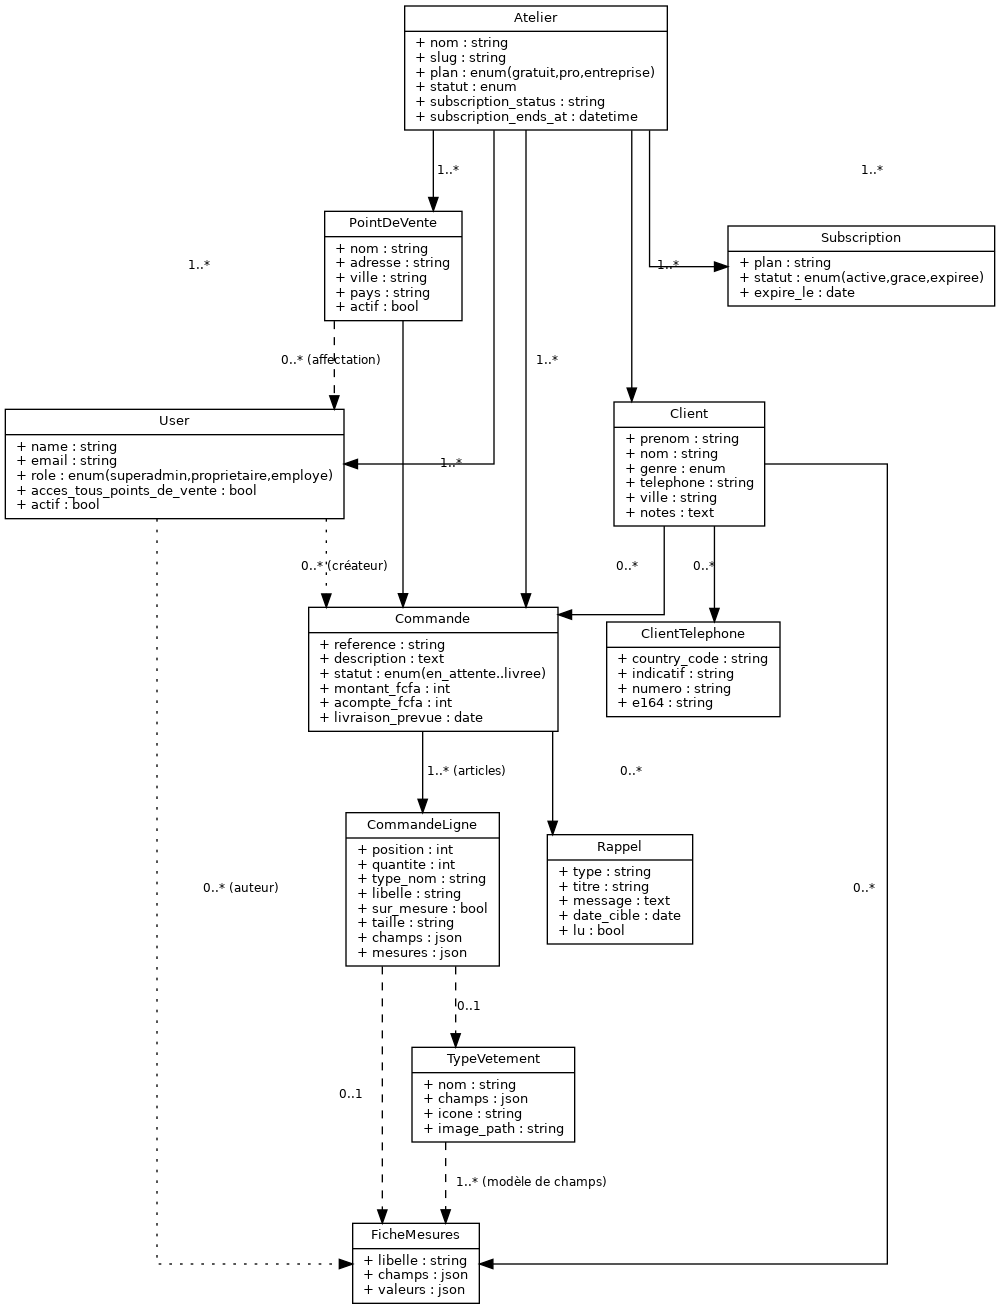 Atelier
+ nom : string
+ slug : string
+ plan : enum(gratuit,pro,entreprise)
+ statut : enum
+ subscription_status : string
+ subscription_ends_at : datetime
1..*
1..*
PointDeVente
+ nom : string
+ adresse : string
+ ville : string
+ pays : string
+ actif : bool
Subscription
+ plan : string
+ statut : enum(active,grace,expiree)
+ expire_le : date
1..*
1..*
0..* (affectation)
1..*
User
+ name : string
+ email : string
+ role : enum(superadmin,proprietaire,employe)
+ acces_tous_points_de_vente : bool
+ actif : bool
1..*
Client
+ prenom : string
+ nom : string
+ genre : enum
+ telephone : string
+ ville : string
+ notes : text
0..* (créateur)
0..*
0..*
Commande
+ reference : string
+ description : text
+ statut : enum(en_attente..livree)
+ montant_fcfa : int
+ acompte_fcfa : int
+ livraison_prevue : date
ClientTelephone
+ country_code : string
+ indicatif : string
+ numero : string
+ e164 : string
1..* (articles)
0..*
CommandeLigne
+ position : int
+ quantite : int
+ type_nom : string
+ libelle : string
+ sur_mesure : bool
+ taille : string
+ champs : json
+ mesures : json
Rappel
+ type : string
+ titre : string
+ message : text
+ date_cible : date
+ lu : bool
0..* (auteur)
0..*
0..1
0..1
TypeVetement
+ nom : string
+ champs : json
+ icone : string
+ image_path : string
1..* (modèle de champs)
FicheMesures
+ libelle : string
+ champs : json
+ valeurs : json